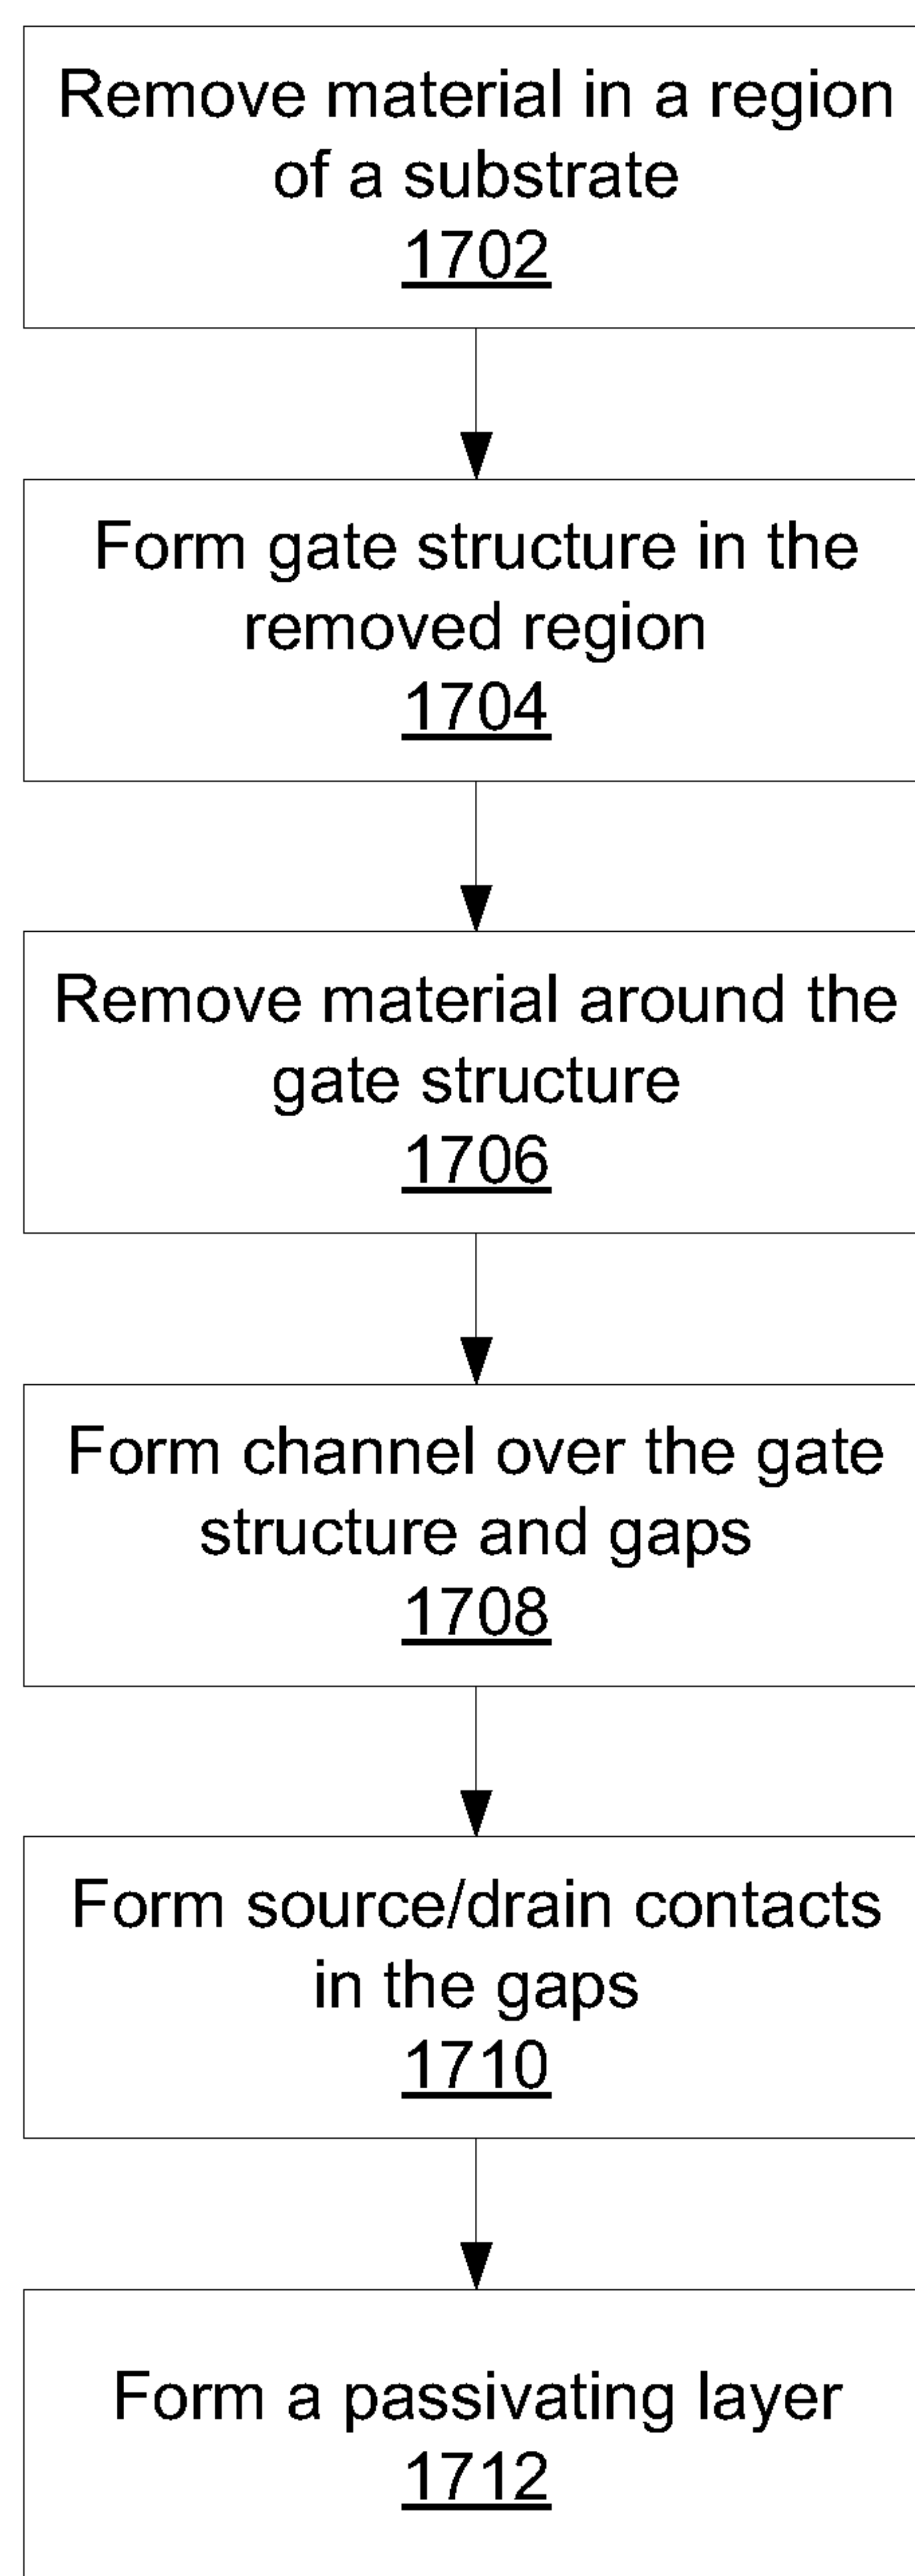 Remove material in a region
of a substrate
1702
Form gate structure in the
removed region
1704
Remove material around the
gate structure
1706
Form channel over the gate
structure and gaps
1708
Form source/drain contacts
in the gaps
1710
Form a passivating layer
1712